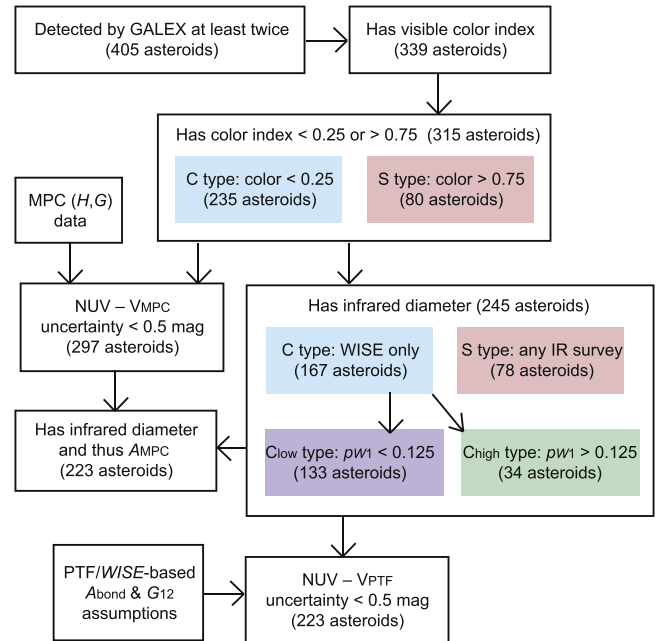 Detected by GALEX at least twice
(405 asteroids)
Has visible color index
(339 asteroids)
Has color index < 0.25 or > 0.75 (315 asteroids)
C type: color < 0.25
(235 asteroids)
S type: color > 0.75
(80 asteroids)
MPC (H,G)
data
NUV – VMPC
uncertainty < 0.5 mag
(297 asteroids)
Has infrared diameter (245 asteroids)
C type: WISE only
(167 asteroids)
S type: any IR survey
(78 asteroids)
Clow type: pW1 < 0.125
(133 asteroids)
Chigh type: pW1 > 0.125
(34 asteroids)
Has infrared diameter
and thus AMPC
(223 asteroids)
PTF/WISE-based
Abond & G12
assumptions
NUV – VPTF
uncertainty < 0.5 mag
(223 asteroids)